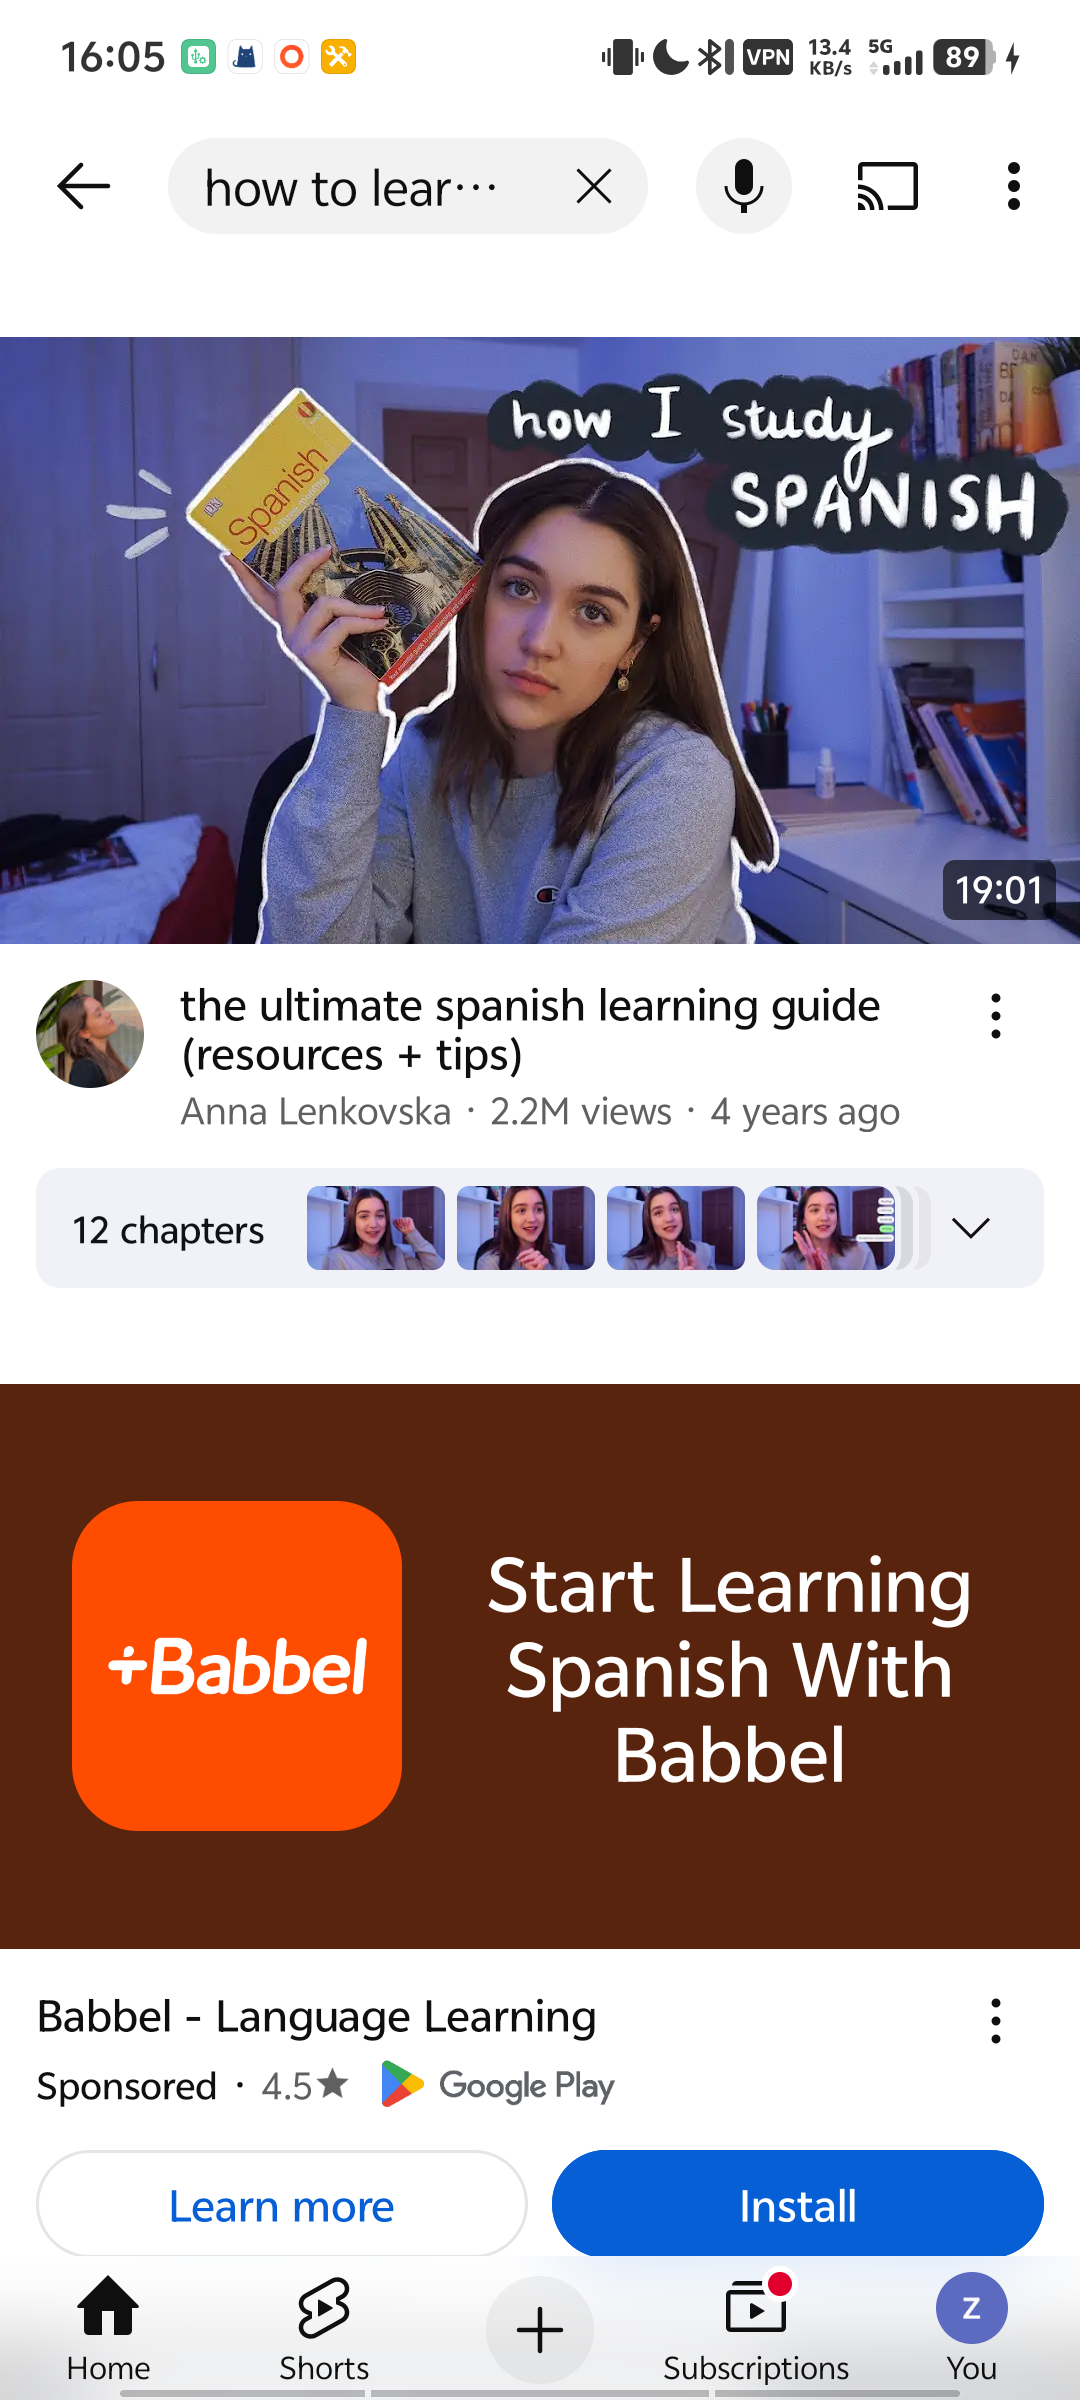 16:05
VPN
13.4
KB/s
5G
89
how to lear···
how I study
SPANISH
Spanish
19:01
the ultimate spanish learning guide
(resources + tips)
Anna Lenkovska · 2.2M views · 4 years ago
12 chapters
+Babbel
Start Learning
Spanish With
Babbel
Babbel - Language Learning
Sponsored · 4.5★ Google Play
Learn more
Install
Home
Shorts
Subscriptions
Z
You